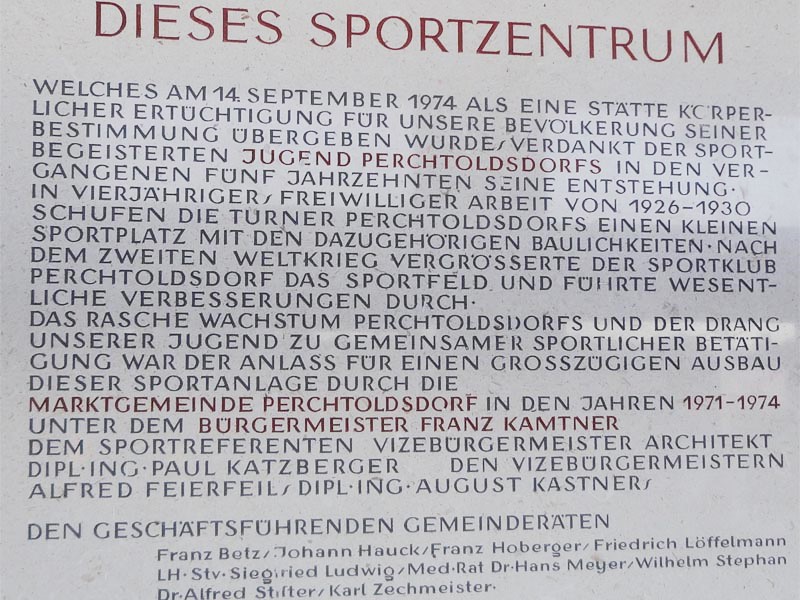 DIESES SPORTZENTRUM
WELCHES AM 14. SEPTEMBER 1974 ALS EINE STÄTTE KÖRPER-
LICHER ERTÜCHTIGUNG FÜR UNSERE BEVÖLKERUNG SEINER
BESTIMMUNG ÜBERGEBEN WURDE, VERDANKT DER SPORT-
BEGEISTERTEN JUGEND PERCHTOLDSDORFS IN DEN VER-
GANGENEN FÜNF JAHRZEHNTEN SEINE ENTSTEHUNG·
IN VIERJÄHRIGER, FREIWILLIGER ARBEIT VON 1926-1930
SCHUFEN DIE TURNER PERCHTOLDSDORFS EINEN KLEINEN
SPORTPLATZ MIT DEN DAZUGEHÖRIGEN BAULICHKEITEN·NACH
DEM ZWEITEN WELTKRIEG VERGRÖSSERTE DER SPORTKLUB
PERCHTOLDSDORF DAS SPORTFELD UND FÜHRTE WESENT-
LICHE VERBESSERUNGEN DURCH·
DAS RASCHE WACHSTUM PERCHTOLDSDORFS UND DER DRANG
UNSERER JUGEND ZU GEMEINSAMER SPORTLICHER BETÄTI-
GUNG WAR DER ANLASS FÜR EINEN GROSSZÜGIGEN AUSBAU
DIESER SPORTANLAGE DURCH DIE
MARKTGEMEINDE PERCHTOLDSDORF IN DEN JAHREN 1971-1974
UNTER DEM BÜRGERMEISTER FRANZ KAMTNER
DEM SPORTREFERENTEN VIZEBÜRGERMEISTER ARCHITEKT
DIPL·ING·PAUL KATZBERGER DEN VIZEBÜRGERMEISTERN
ALFRED FEIERFEIL, DIPL·ING·AUGUST KASTNER,
DEN GESCHÄFTSFÜHRENDEN GEMEINDERÄTEN
Franz Betz, Johann Hauck, Franz Hoberger, Friedrich Löffelmann
LH·Stv·Siegfried Ludwig, Med·Rat Dr·Hans Meyer, Wilhelm Stephan
Dr·Alfred Stifter, Karl Zechmeister·